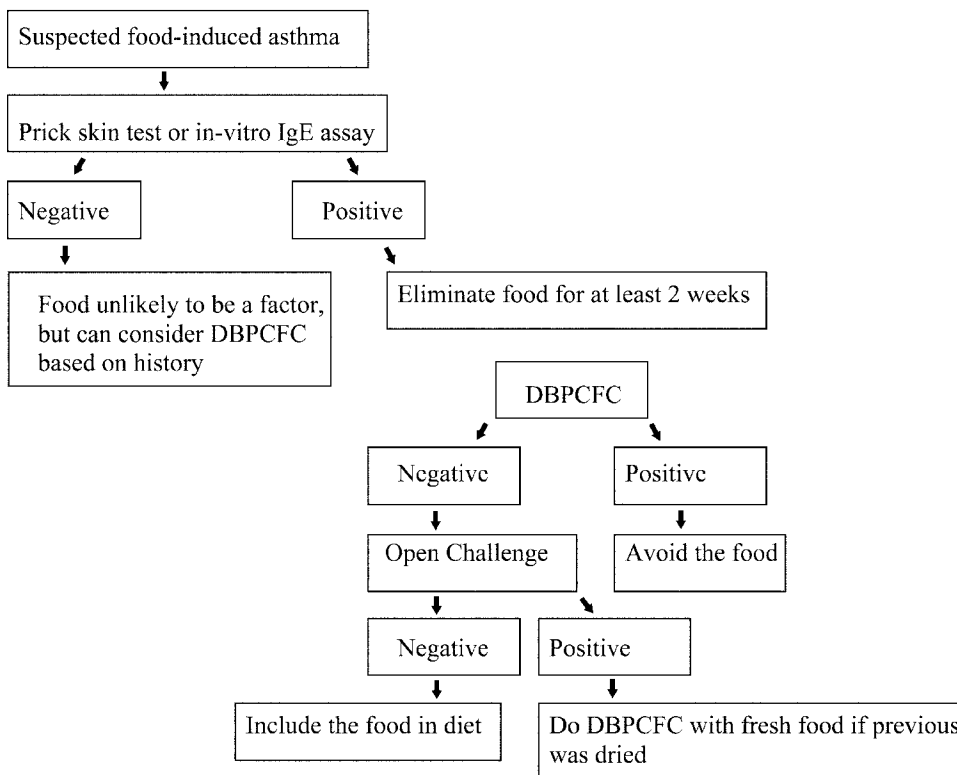 Suspected food-induced asthma
Prick skin test or in-vitro IgE assay
Negative
Positive
Food unlikely to be a factor,
but can consider DBPCFC
based on history
Eliminate food for at least 2 weeks
DBPCFC
Negative
Positive
Open Challenge
Avoid the food
Negative
Positive
Include the food in diet
Do DBPCFC with fresh food if previous
was dried